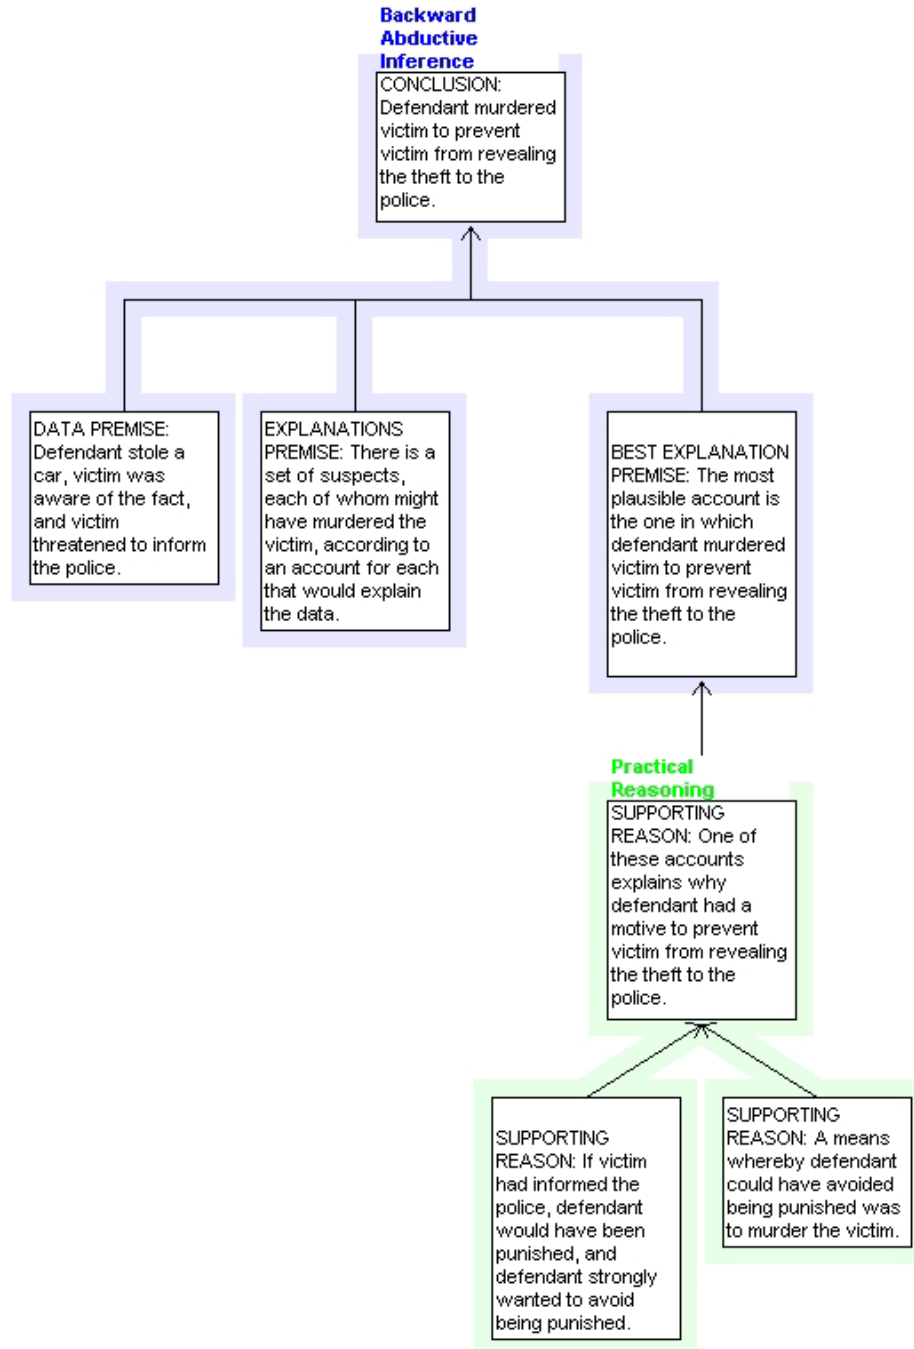 Backward
Abductive
Inference
CONCLUSION:
Defendant murdered
victim to prevent
victim from revealing
the theft to the
police.
DATA PREMISE:
Defendant stole a
car, victim was
aware of the fact,
and victim
threatened to inform
the police.
EXPLANATIONS
PREMISE: There is a
set of suspects,
each of whom might
have murdered the
victim, according to
an account for each
that would explain
the data.
BEST EXPLANATION
PREMISE: The most
plausible account is
the one in which
defendant murdered
victim to prevent
victim from revealing
the theft to the
police.
Practical
Reasoning
SUPPORTING
REASON: One of
these accounts
explains why
defendant had a
motive to prevent
victim from revealing
the theft to the
police.
SUPPORTING
REASON: If victim
had informed the
police, defendant
would have been
punished, and
defendant strongly
wanted to avoid
being punished.
SUPPORTING
REASON: A means
whereby defendant
could have avoided
being punished was
to murder the victim.